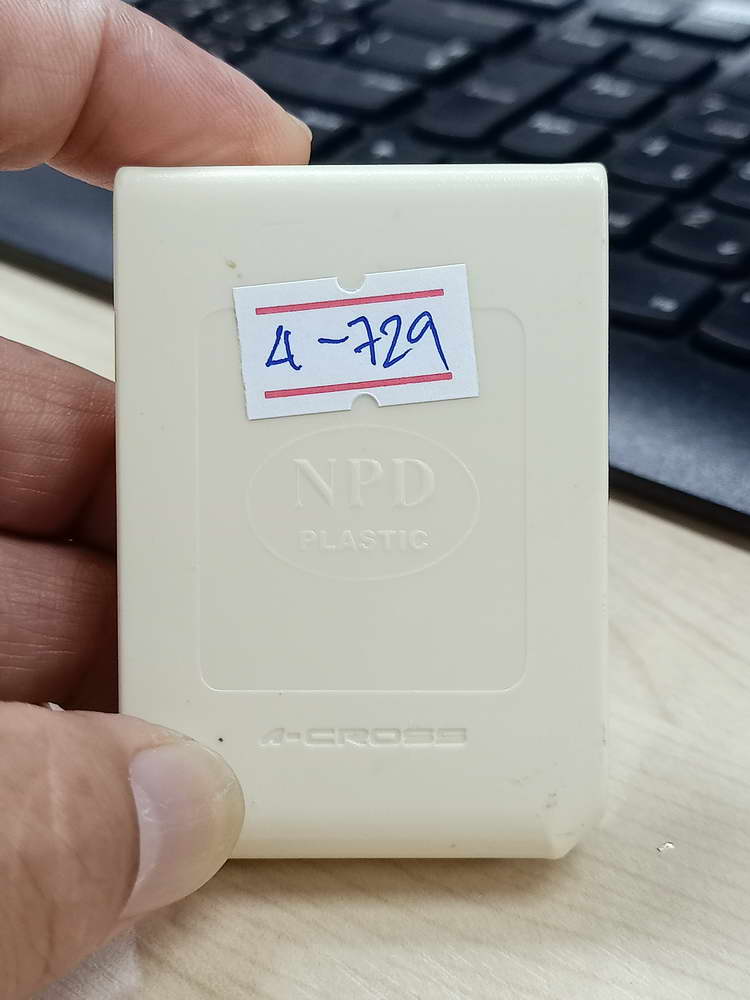 4-729
NPD
PLASTIC
A-CROSS